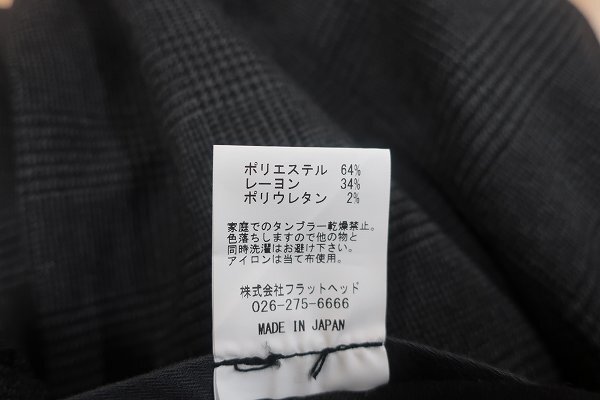 ポリエステル 64%
レーヨン 34%
ポリウレタン 2%
家庭でのタンブラー乾燥禁止。
色落ちしますので他の物と
同時洗濯はお避け下さい。
アイロンは当て布使用。
株式会社フラットヘッド
026-275-6666
MADE IN JAPAN